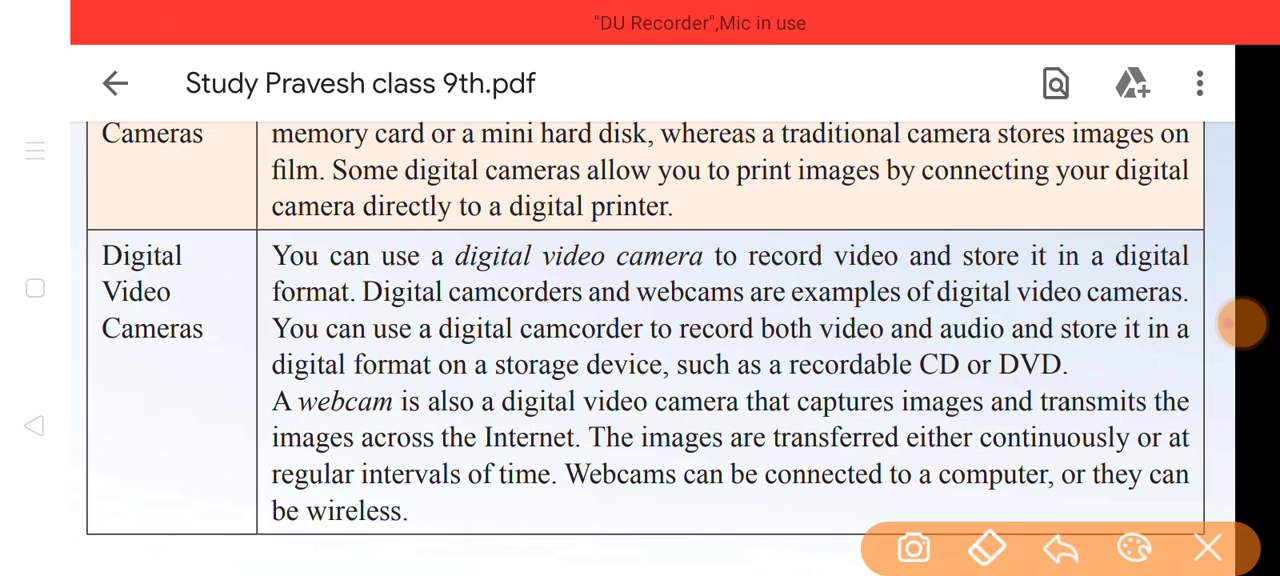 "DU Recorder",Mic in use
Study Pravesh class 9th.pdf
Cameras
memory card or a mini hard disk, whereas a traditional camera stores images on
film. Some digital cameras allow you to print images by connecting your digital
camera directly to a digital printer.
Digital
Video
Cameras
You can use a digital video camera to record video and store it in a digital
format. Digital camcorders and webcams are examples of digital video cameras.
You can use a digital camcorder to record both video and audio and store it in a
digital format on a storage device, such as a recordable CD or DVD.
A webcam is also a digital video camera that captures images and transmits the
images across the Internet. The images are transferred either continuously or at
regular intervals of time. Webcams can be connected to a computer, or they can
be wireless.